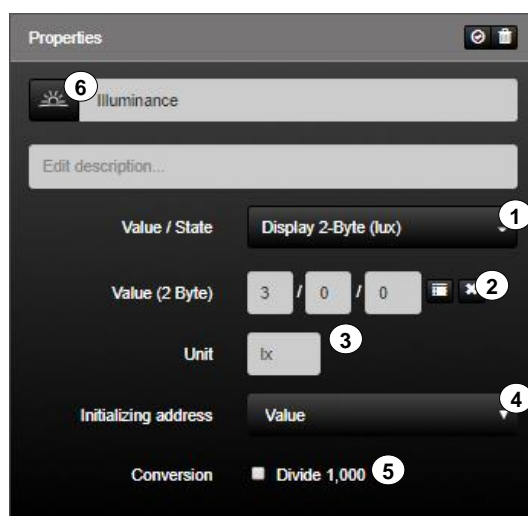 Properties
6 Illuminance
Edit description...
Value / State Display 2-Byte (lux) 1
Value (2 Byte) 3 / 0 / 0 2
Unit lx 3
Initializing address Value 4
Conversion Divide 1,000 5